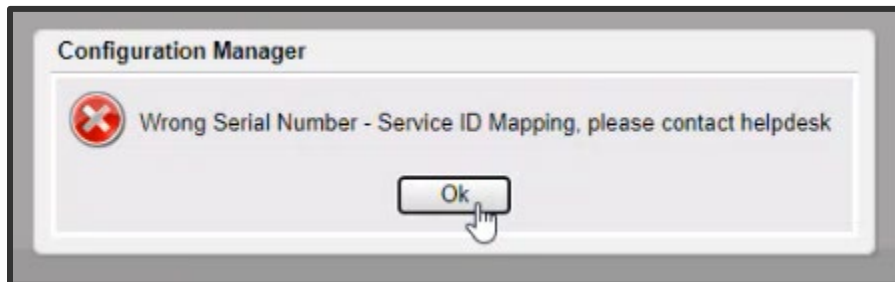 Configuration Manager
Wrong Serial Number - Service ID Mapping, please contact helpdesk
Ok